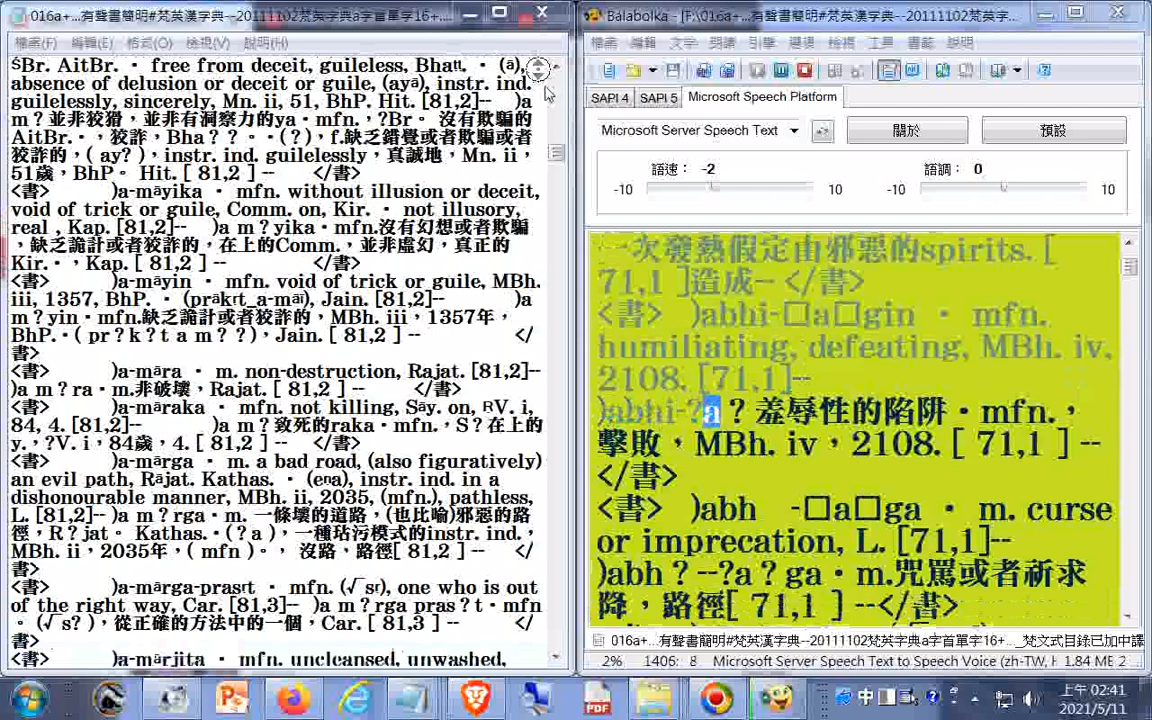 016a+...有聲書簡明#梵英漢字典--20111102梵英字典a字首單字16+...
檔案(F) 編輯(E) 格式(O) 檢視(V) 說明(H)
ŚBr. AitBr. • free from deceit, guileless, Bhaṭṭ. • (ā),
absence of delusion or deceit or guile, (ayā), instr. ind.
guilelessly, sincerely, Mn. ii, 51, BhP. Hit. [81,2]-- )a
m？並非狡猾，並非有洞察力的ya•mfn.，?Br。 沒有欺騙的
AitBr.，狡詐，Bha？？。•(？)，f.缺乏錯覺或者欺騙或者
狡詐的，( ay?)，instr. ind. guilelessly，真誠地，Mn. ii，
51歲，BhP。Hit. [ 81,2 ] -- </書>
<書> )a-māyika • mfn. without illusion or deceit,
void of trick or guile, Comm. on, Kir. • not illusory,
real , Kap. [81,2]-- )a m？yika•mfn.沒有幻想或者欺騙
，缺乏詭計或者狡詐的，在上的Comm.，並非虛幻，真正的
Kir.•，Kap. [ 81,2 ] -- </書>
<書> )a-māyin • mfn. void of trick or guile, MBh.
iii, 1357, BhP. • (prākṛt_a-māī), Jain. [81,2]-- )a
m？yin•mfn.缺乏詭計或者狡詐的，MBh. iii，1357年，
BhP.•( pr？k？t a m？？)，Jain. [ 81,2 ] -- </
書>
<書> )a-māra • m. non-destruction, Rajat. [81,2]--
)a m？ra•m.非破壞，Rajat. [ 81,2 ] -- </書>
<書> )a-māraka • mfn. not killing, Sāy. on, ṚV. i,
84, 4. [81,2]-- )a m？致死的raka•mfn.，S？在上的
y.，?V. i，84歲，4. [ 81,2 ] -- </書>
<書> )a-mārga • m. a bad road, (also figuratively)
an evil path, Rājat. Kathas. • (eṇa), instr. ind. in a
dishonourable manner, MBh. ii, 2035, (mfn.), pathless,
L. [81,2]-- )a m？rga•m. 一條壞的道路，(也比喻)邪惡的路
徑，R？jat。Kathas.•(？a)，一種玷污模式的instr. ind.，
MBh. ii，2035年，( mfn )。，沒路，路徑[ 81,2 ] -- </
書>
<書> )a-mārga-prasṛt • mfn. (√sṛ), one who is out
of the right way, Car. [81,3]-- )a m？rga pras？t•mfn
。(√s?)，從正確的方法中的一個，Car. [ 81,3 ] -- </
書>
<書> )a-mārjita • mfn. uncleansed, unwashed,
Balabolka - [F:\016a+...有聲書簡明#梵英漢字典--20111102梵英字...
檔案 編輯 文字 朗讀 引擎 選項 檢視 工具 書籤 說明
SAPI 4 SAPI 5 Microsoft Speech Platform
Microsoft Server Speech Text 關於 預設
語速： -2 語調： 0
-10 10 -10 10
一次發熱假定由邪惡的spirits. [
71,1 ]造成-- </書>
<書> )abhi-□a□gin • mfn.
humiliating, defeating, MBh. iv,
2108. [71,1]--
)abhi-?a？羞辱性的陷阱•mfn.，
擊敗，MBh. iv，2108. [ 71,1 ] --
</書>
<書> )abh -□a□ga • m. curse
or imprecation, L. [71,1]--
)abh？--?a？ga•m.咒罵或者祈求
降，路徑[ 71,1 ] --</書>
016a+...有聲書簡明#梵英漢字典--20111102梵英字典a字首單字16+..._梵文式目錄已加中譯
2% 1406: 8 Microsoft Server Speech Text to Speech Voice (zh-TW, H 1.84 MB 2
PDF 中 上午 02:41
2021/5/11